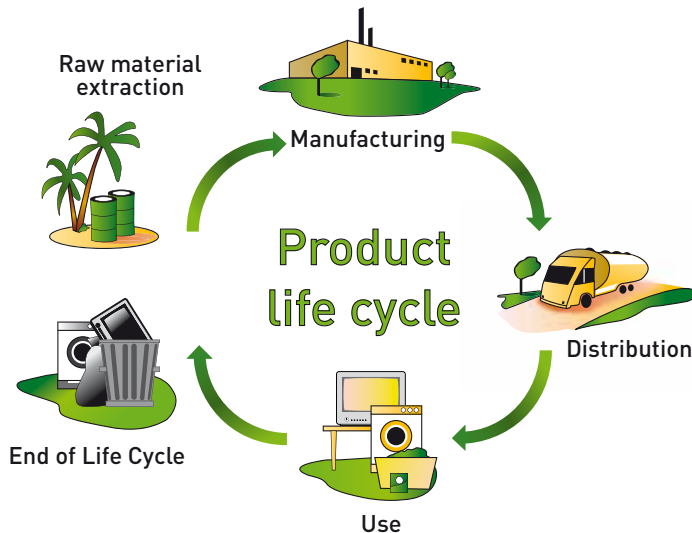 Raw material
extraction
Manufacturing
Product
life cycle
Distribution
End of Life Cycle
Use